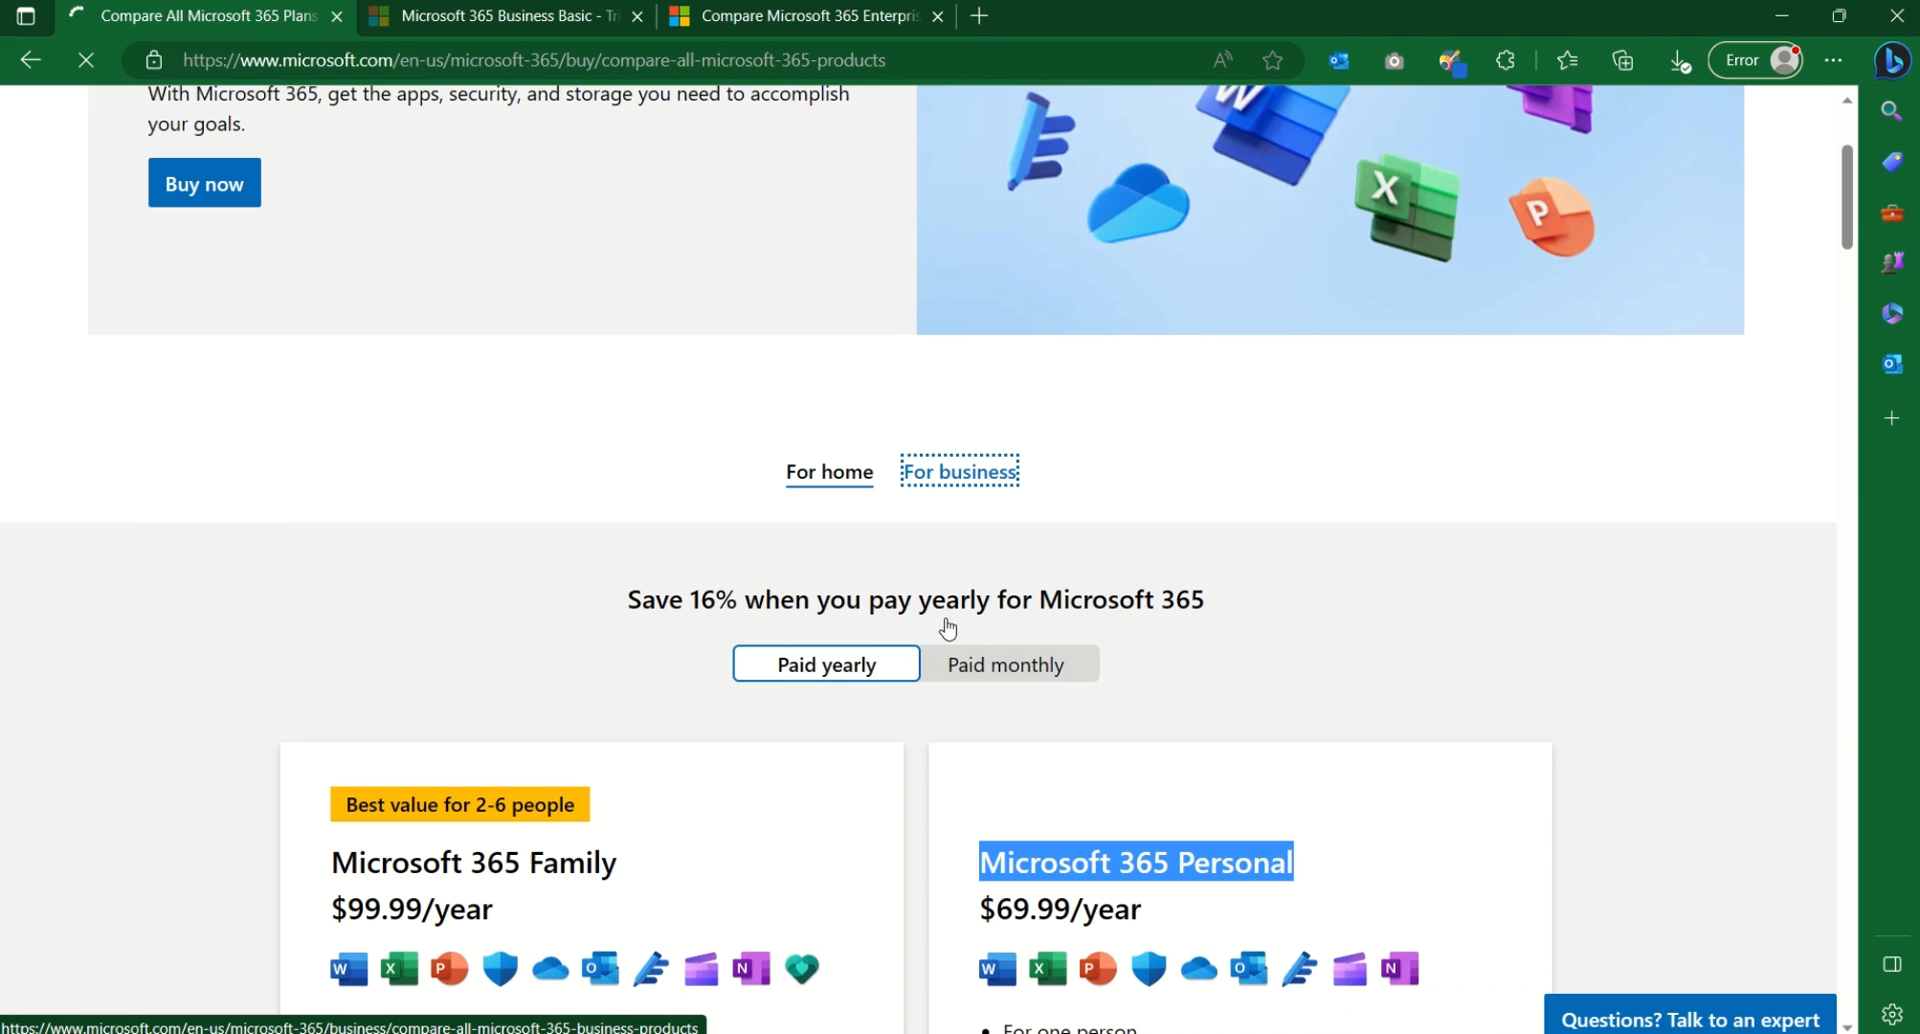 Compare All Microsoft 365 Plans
Microsoft 365 Business Basic - Tri
Compare Microsoft 365 Enterpris
https://www.microsoft.com/en-us/microsoft-365/buy/compare-all-microsoft-365-products
Error
With Microsoft 365, get the apps, security, and storage you need to accomplish
your goals.
Buy now
For home
For business
Save 16% when you pay yearly for Microsoft 365
Paid yearly
Paid monthly
Best value for 2-6 people
Microsoft 365 Family
$99.99/year
Microsoft 365 Personal
$69.99/year
For one person
Questions? Talk to an expert
https://www.microsoft.com/en-us/microsoft-365/business/compare-all-microsoft-365-business-products